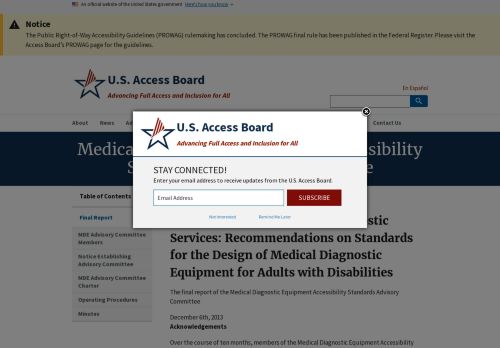 An official website of the United States government Here's how you know
Notice
The Public Right-of-Way Accessibility Guidelines (PROWAG) rulemaking has concluded. The PROWAG final rule has been published in the Federal Register. Please visit the
Access Board's PROWAG page for the guidelines.
U.S. Access Board
Advancing Full Access and Inclusion for All
En Español
About News Contact Us
U.S. Access Board
Advancing Full Access and Inclusion for All
STAY CONNECTED!
Enter your email address to receive updates from the U.S. Access Board.
Email Address SUBSCRIBE
Not Interested Remind Me Later
Table of Contents
Final Report
MDE Advisory Committee
Members
Notice Establishing
Advisory Committee
MDE Advisory Committee
Charter
Operating Procedures
Minutes
Services: Recommendations on Standards
for the Design of Medical Diagnostic
Equipment for Adults with Disabilities
The final report of the Medical Diagnostic Equipment Accessibility Standards Advisory
Committee
December 6th, 2013
Acknowledgements
Over the course of ten months, members of the Medical Diagnostic Equipment Accessibility